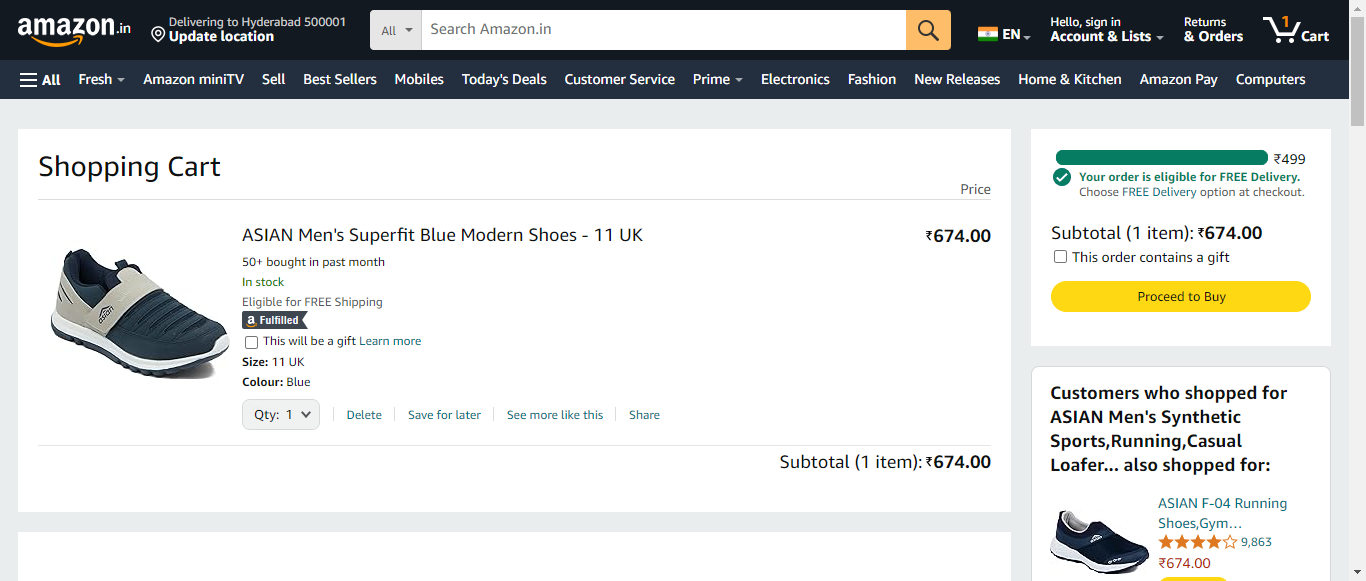 amazon.in
Delivering to Hyderabad 500001
Update location
All
Search Amazon.in
EN
Hello, sign in
Account & Lists
Returns
& Orders
1
Cart
All
Fresh
Amazon miniTV
Sell
Best Sellers
Mobiles
Today's Deals
Customer Service
Prime
Electronics
Fashion
New Releases
Home & Kitchen
Amazon Pay
Computers
Shopping Cart
Price
ASIAN Men's Superfit Blue Modern Shoes - 11 UK
₹674.00
50+ bought in past month
In stock
Eligible for FREE Shipping
a Fulfilled
This will be a gift Learn more
Size: 11 UK
Colour: Blue
Qty: 1
Delete
Save for later
See more like this
Share
asian
Subtotal (1 item): ₹674.00
₹499
Your order is eligible for FREE Delivery.
Choose FREE Delivery option at checkout.
Subtotal (1 item): ₹674.00
This order contains a gift
Proceed to Buy
Customers who shopped for
ASIAN Men's Synthetic
Sports,Running,Casual
Loafer... also shopped for:
ASIAN F-04 Running
Shoes,Gym…
9,863
₹674.00